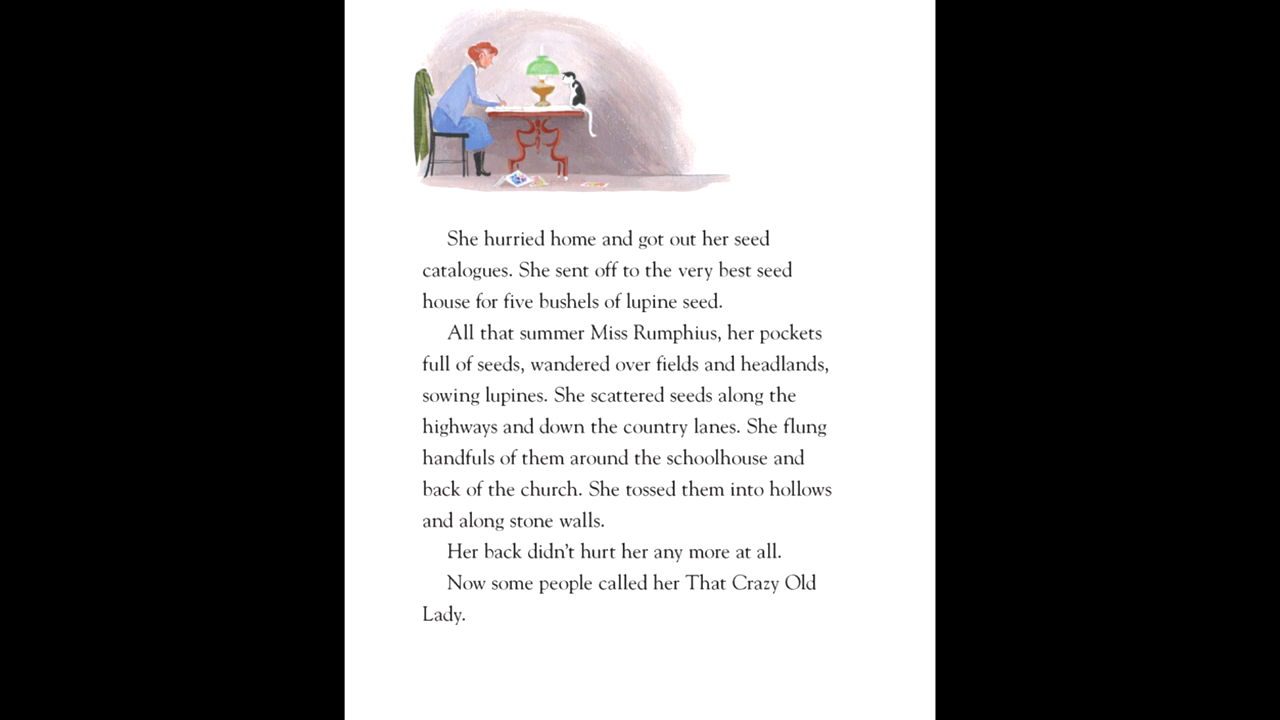 She hurried home and got out her seed
catalogues. She sent off to the very best seed
house for five bushels of lupine seed.
All that summer Miss Rumphius, her pockets
full of seeds, wandered over fields and headlands,
sowing lupines. She scattered seeds along the
highways and down the country lanes. She flung
handfuls of them around the schoolhouse and
back of the church. She tossed them into hollows
and along stone walls.
Her back didn't hurt her any more at all.
Now some people called her That Crazy Old
Lady.